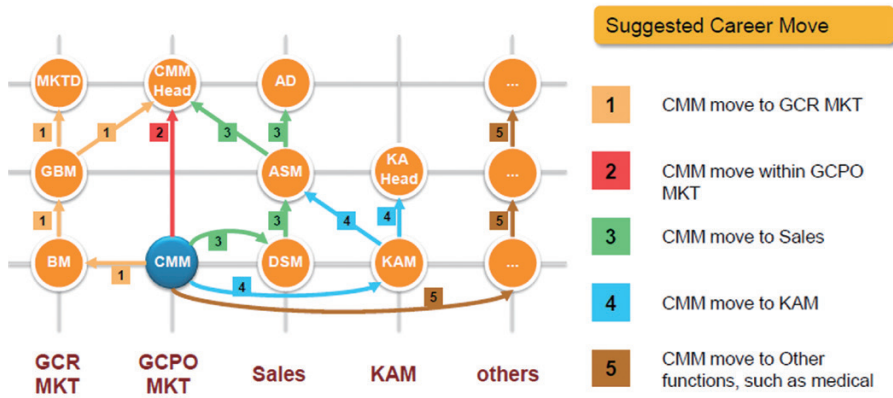 Suggested Career Move
MKTD
CMM
Head
AD
...
1
1
2
3
3
5
GBM
ASM
KA
Head
...
1
3
4
4
5
BM
CMM
DSM
KAM
...
1
3
4
5
GCR
MKT
GCPO
MKT
Sales
KAM
others
1 CMM move to GCR MKT
2 CMM move within GCPO
MKT
3 CMM move to Sales
4 CMM move to KAM
5 CMM move to Other
functions, such as medical